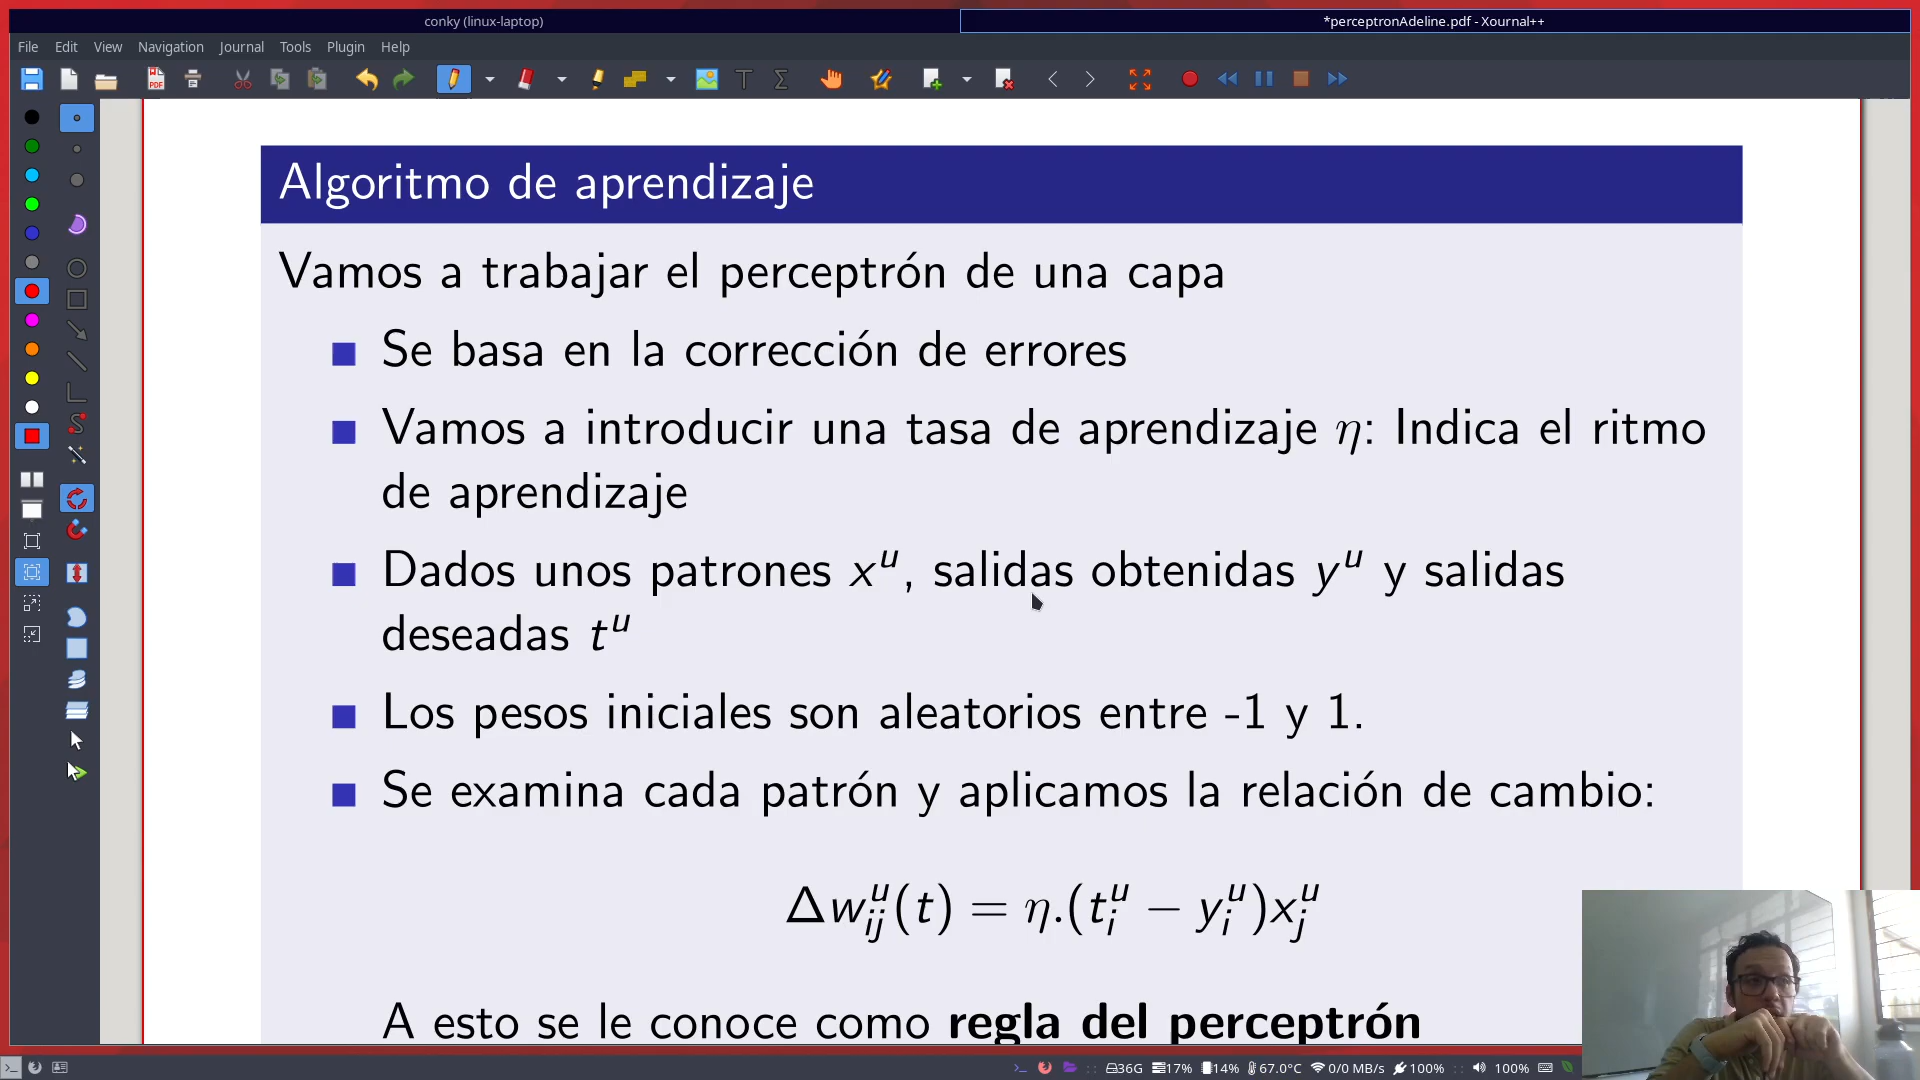 conky (linux-laptop)
*perceptronAdeline.pdf - Xournal++
File Edit View Navigation Journal Tools Plugin Help
Algoritmo de aprendizaje
Vamos a trabajar el perceptrón de una capa
Se basa en la corrección de errores
Vamos a introducir una tasa de aprendizaje η: Indica el ritmo
de aprendizaje
Dados unos patrones x^u, salidas obtenidas y^u y salidas
deseadas t^u
Los pesos iniciales son aleatorios entre -1 y 1.
Se examina cada patrón y aplicamos la relación de cambio:
Δw_{ij}^u(t) = η.(t_i^u − y_i^u)x_j^u
A esto se le conoce como regla del perceptrón
36G 17% 14% 67.0°C 0/0 MB/s 100% 100%